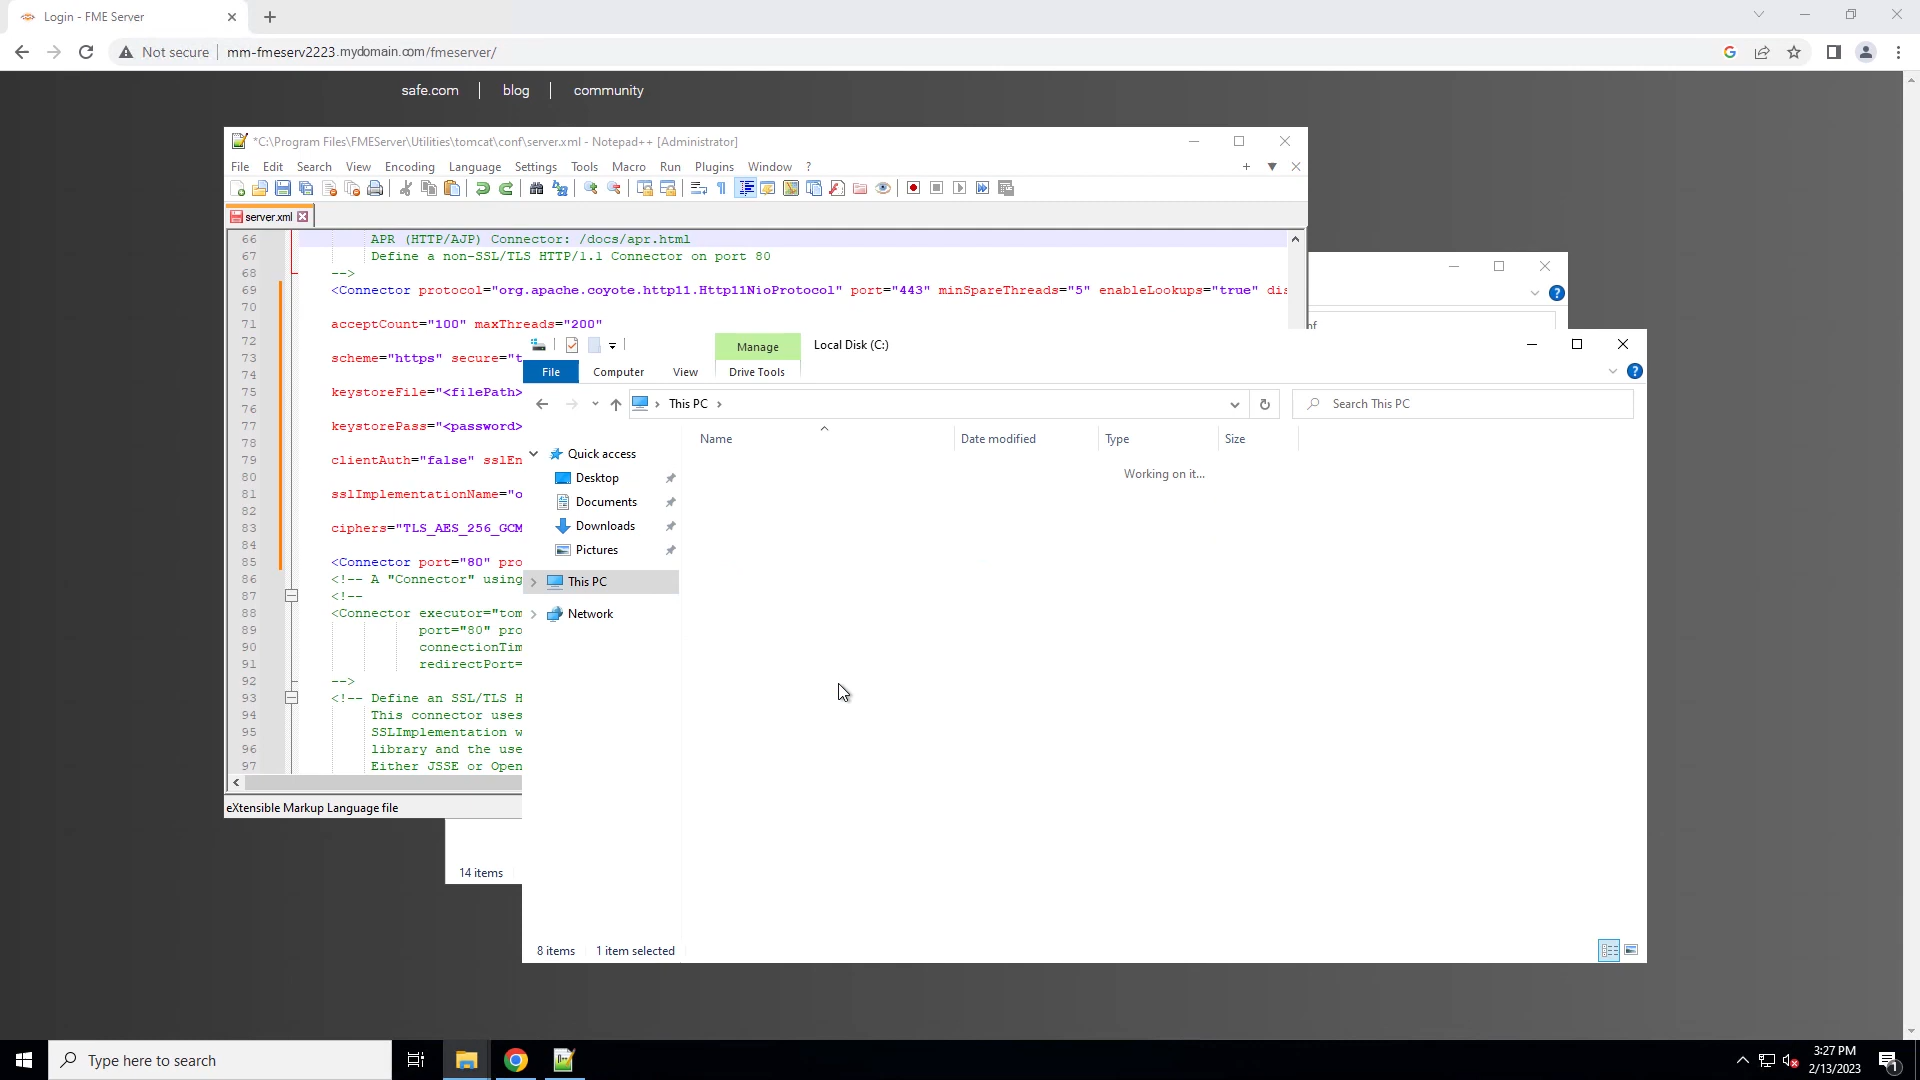 Login - FME Server
Not secure
mm-fmeserv2223.mydomain.com/fmeserver/
safe.com
blog
community
*C:\Program Files\FMEServer\Utilities\tomcat\conf\server.xml - Notepad++ [Administrator]
File Edit Search View Encoding Language Settings Tools Macro Run Plugins Window ?
server.xml
66 APR (HTTP/AJP) Connector: /docs/apr.html
67 Define a non-SSL/TLS HTTP/1.1 Connector on port 80
68 -->
69 <Connector protocol="org.apache.coyote.http11.Http11NioProtocol" port="443" minSpareThreads="5" enableLookups="true" dis
70
71 acceptCount="100" maxThreads="200"
72
73 scheme="https" secure="t
74
75 keystoreFile="<filePath>
76
77 keystorePass="<password>
78
79 clientAuth="false" sslEn
80
81 sslImplementationName="o
82
83 ciphers="TLS_AES_256_GCM
84
85 <Connector port="80" pro
86 <!-- A "Connector" using
87 <!--
88 <Connector executor="tom
89 port="80" pro
90 connectionTim
91 redirectPort=
92 -->
93 <!-- Define an SSL/TLS H
94 This connector uses
95 SSLImplementation w
96 library and the use
97 Either JSSE or Open
eXtensible Markup Language file
nf
14 items
Manage
Local Disk (C:)
File
Computer
View
Drive Tools
This PC
Search This PC
Name
Date modified
Type
Size
Working on it...
Quick access
Desktop
Documents
Downloads
Pictures
This PC
Network
8 items
1 item selected
Type here to search
3:27 PM
2/13/2023
1